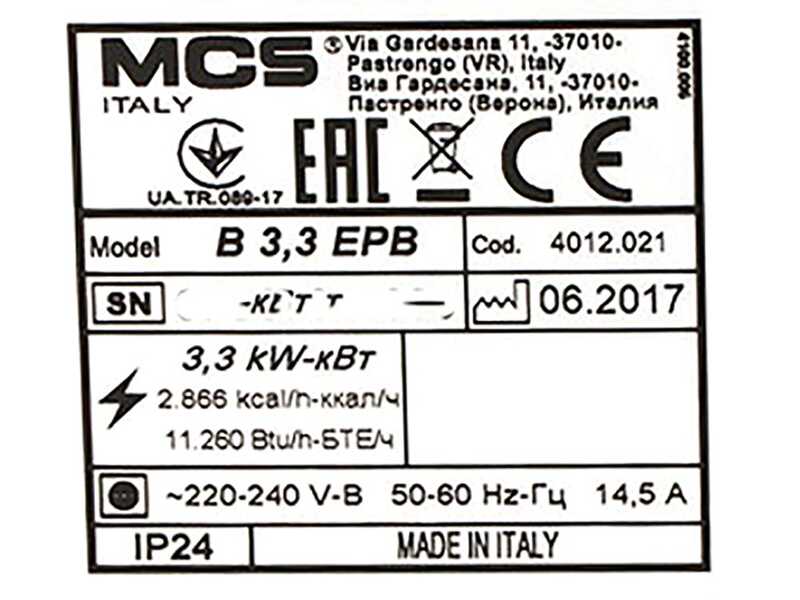 MCS ® Via Gardesana 11, -37010-
Pastrengo (VR), Italy
Виа Гардесана, 11, -37010-
Пастренго (Верона), Италия
ITALY
4100.006
UA.TR.089-17
EAC
CE
Model B 3,3 EPB
Cod. 4012.021
SN
06.2017
3,3 kW-кВт
2.866 kcal/h-ккал/ч
11.260 Btu/h-БТЕ/ч
~220-240 V-B 50-60 Hz-Гц 14,5 A
IP24
MADE IN ITALY